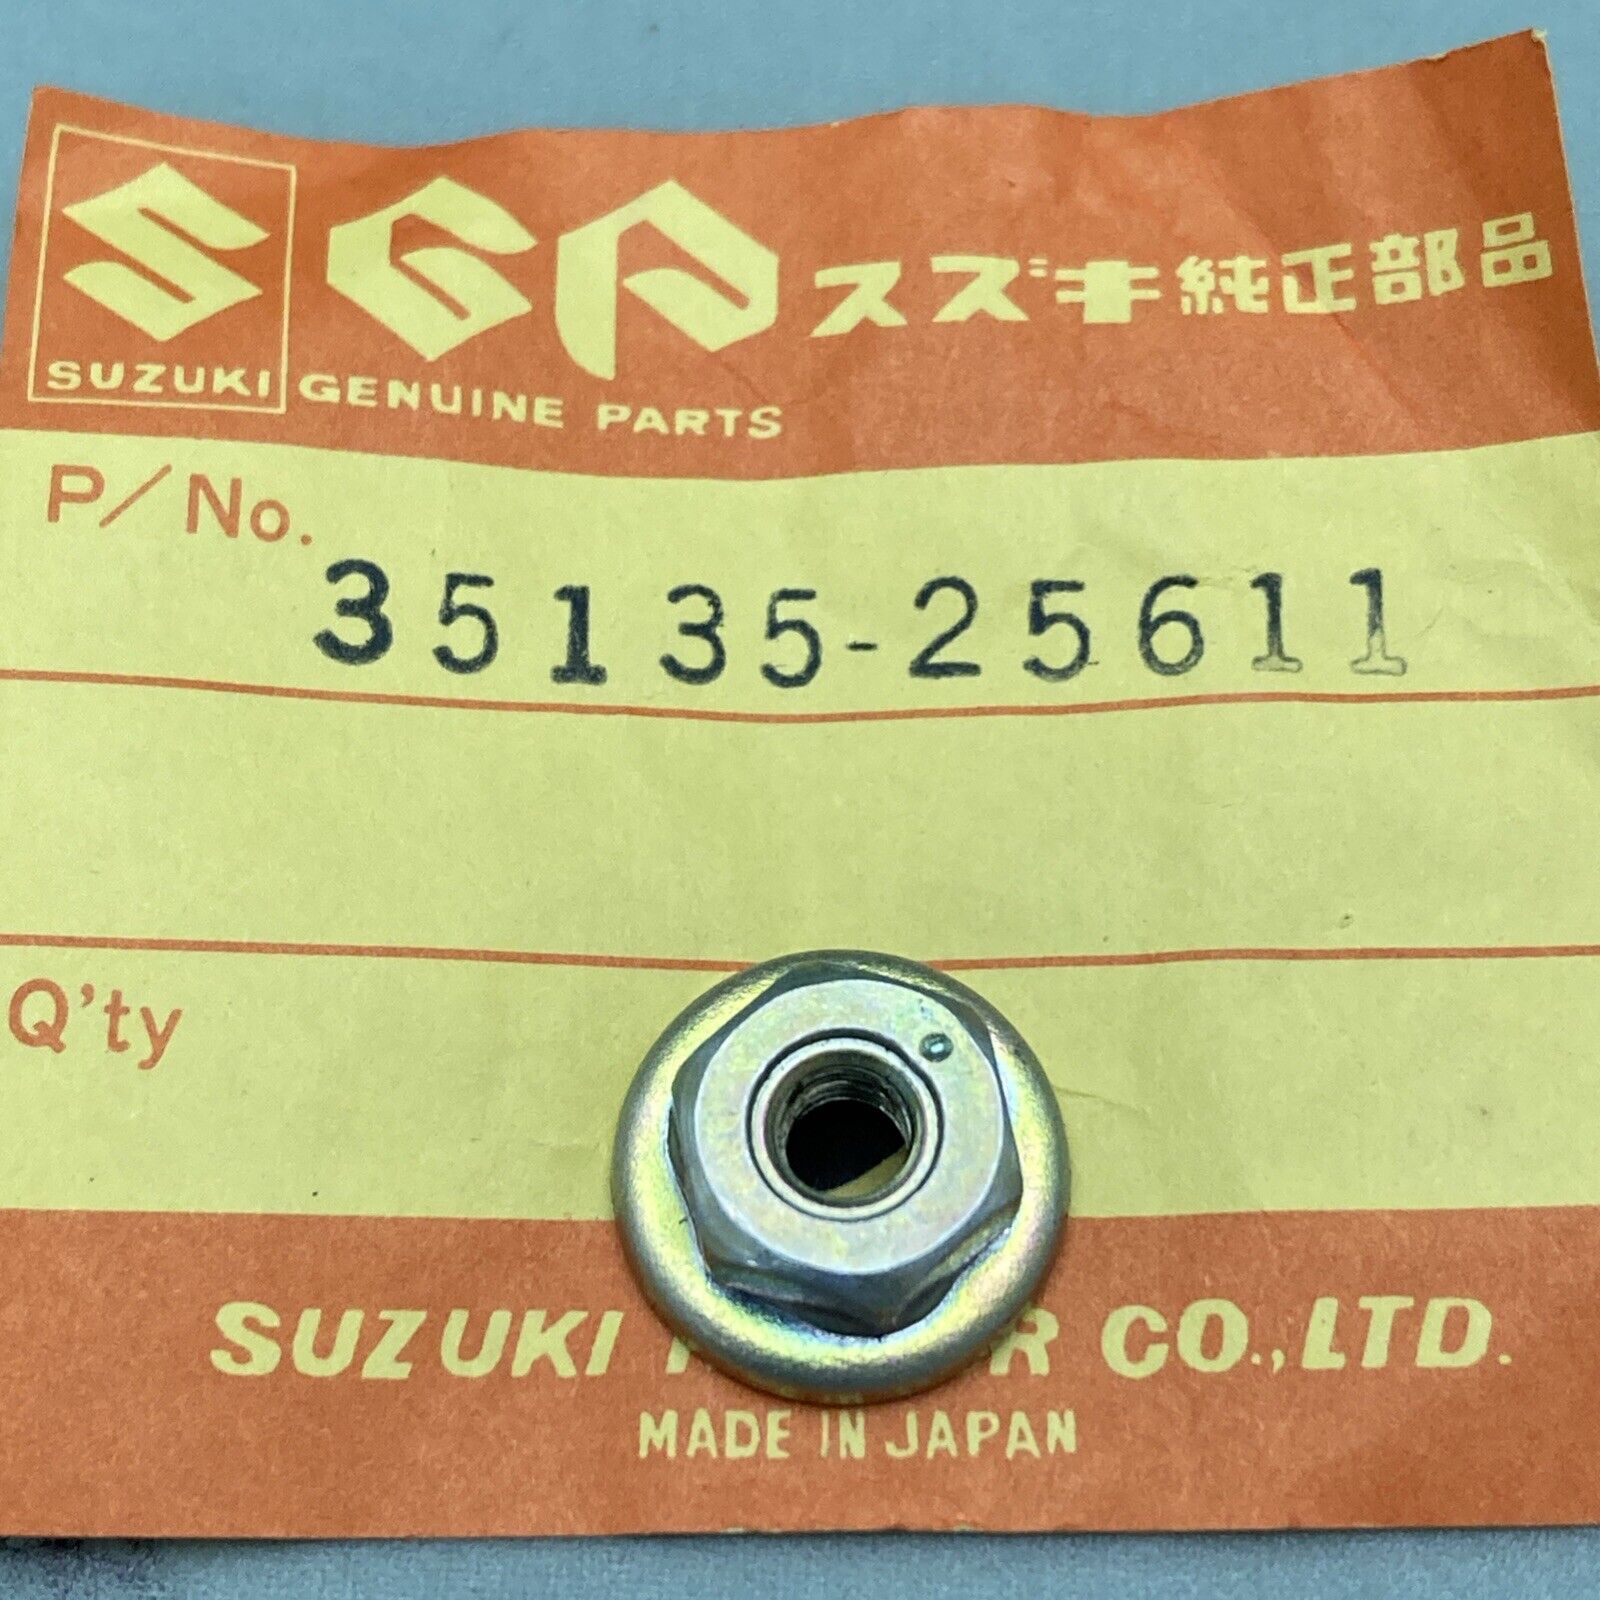 SGP スズキ純正部品
SUZUKI GENUINE PARTS
P/No.
35135-25611
Q'ty
SUZUKI CO.,LTD.
MADE IN JAPAN